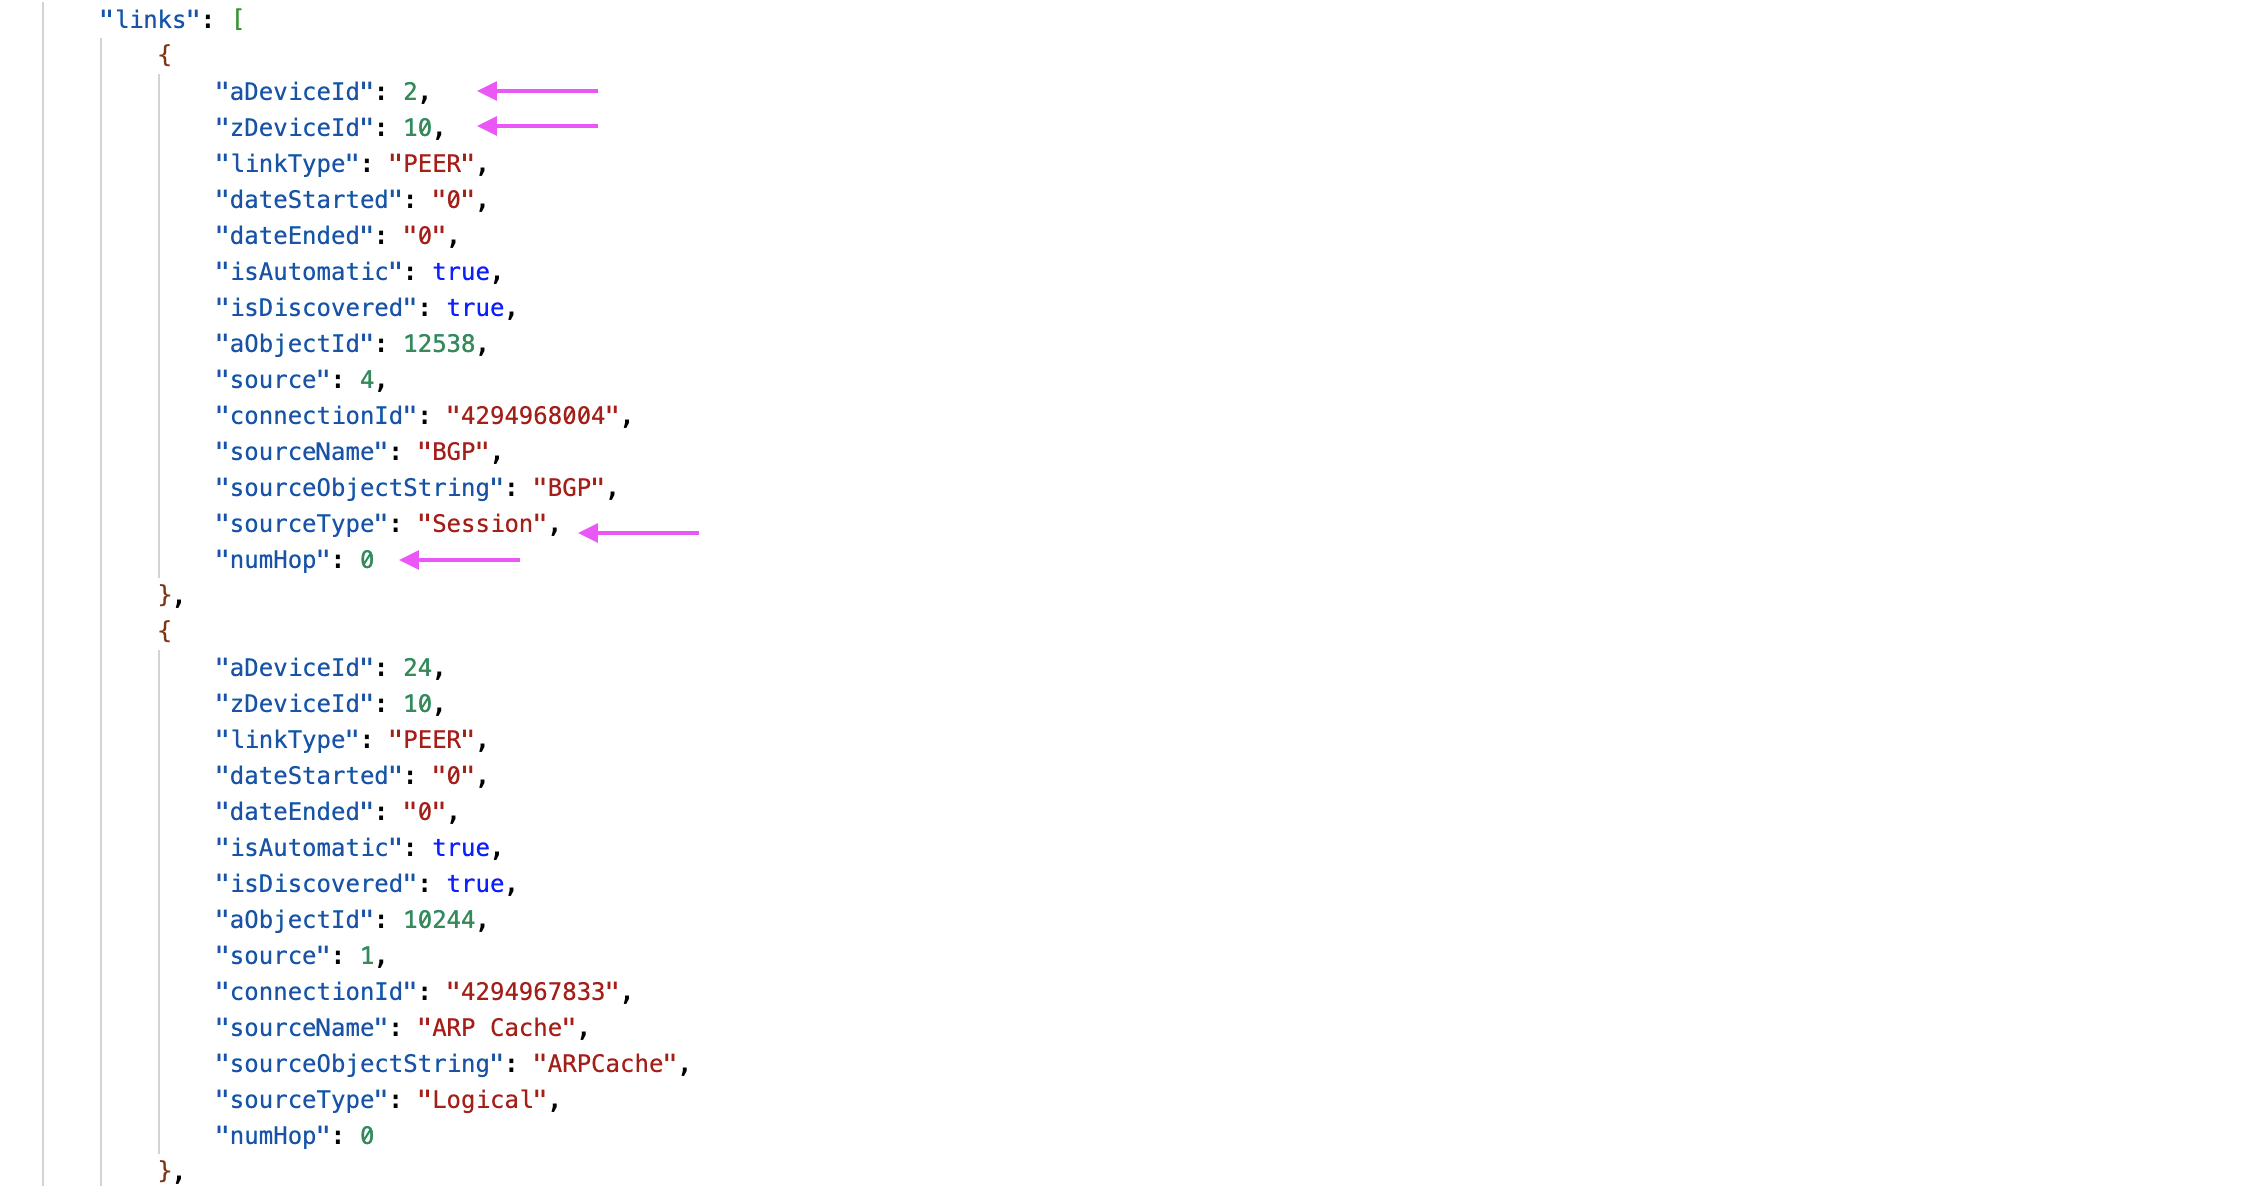 "links": [
{
"aDeviceId": 2,
"zDeviceId": 10,
"linkType": "PEER",
"dateStarted": "0",
"dateEnded": "0",
"isAutomatic": true,
"isDiscovered": true,
"aObjectId": 12538,
"source": 4,
"connectionId": "4294968004",
"sourceName": "BGP",
"sourceObjectString": "BGP",
"sourceType": "Session",
"numHop": 0
},
{
"aDeviceId": 24,
"zDeviceId": 10,
"linkType": "PEER",
"dateStarted": "0",
"dateEnded": "0",
"isAutomatic": true,
"isDiscovered": true,
"aObjectId": 10244,
"source": 1,
"connectionId": "4294967833",
"sourceName": "ARP Cache",
"sourceObjectString": "ARPCache",
"sourceType": "Logical",
"numHop": 0
},